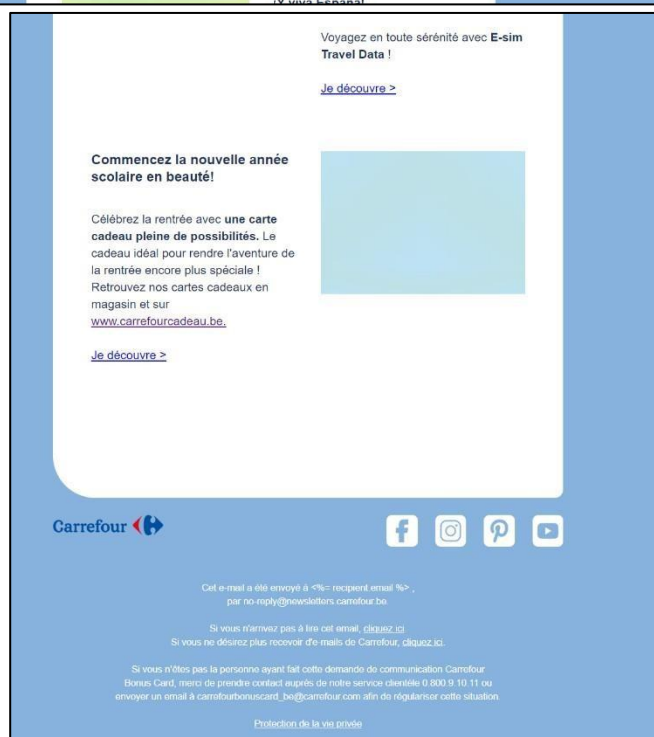 ¡Y viva España!
Voyagez en toute sérénité avec E-sim
Travel Data !
Je découvre >
Commencez la nouvelle année
scolaire en beauté!
Célébrez la rentrée avec une carte
cadeau pleine de possibilités. Le
cadeau idéal pour rendre l'aventure de
la rentrée encore plus spéciale !
Retrouvez nos cartes cadeaux en
magasin et sur
www.carrefourcadeau.be.
Je découvre >
Carrefour
Cet e-mail a été envoyé à <%= recipient email %> ,
par no-reply@newsletters.carrefour.be.
Si vous n'arrivez pas à lire cet email, cliquez ici
Si vous ne désirez plus recevoir d'e-mails de Carrefour, cliquez ici.
Si vous n'êtes pas la personne ayant fait cette demande de communication Carrefour
Bonus Card, merci de prendre contact auprès de notre service clientèle 0.800.9.10.11 ou
envoyer un email à carrefourbonuscard_be@carrefour.com afin de régulariser cette situation.
Protection de la vie privée